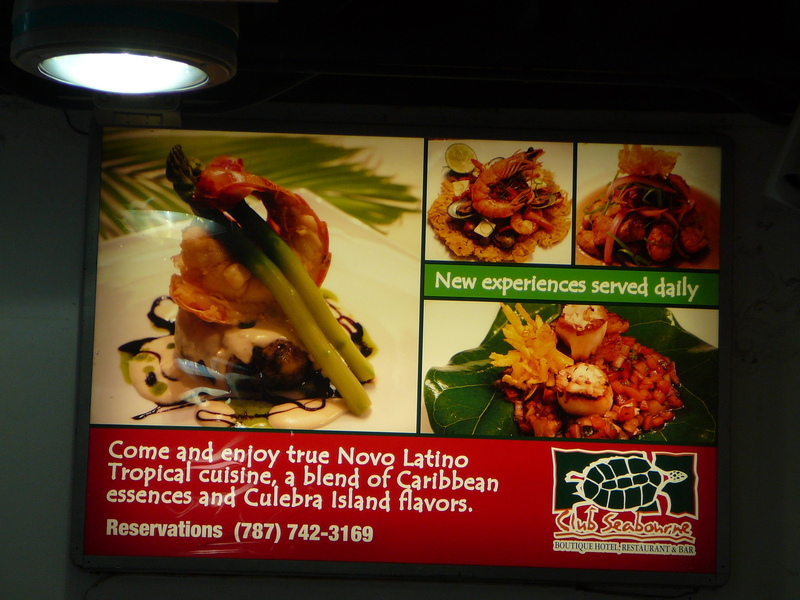 New experiences served daily
Come and enjoy true Novo Latino
Tropical cuisine, a blend of Caribbean
essences and Culebra Island flavors.
Reservations (787) 742-3169
Club Seabourne
BOUTIQUE HOTEL, RESTAURANT & BAR